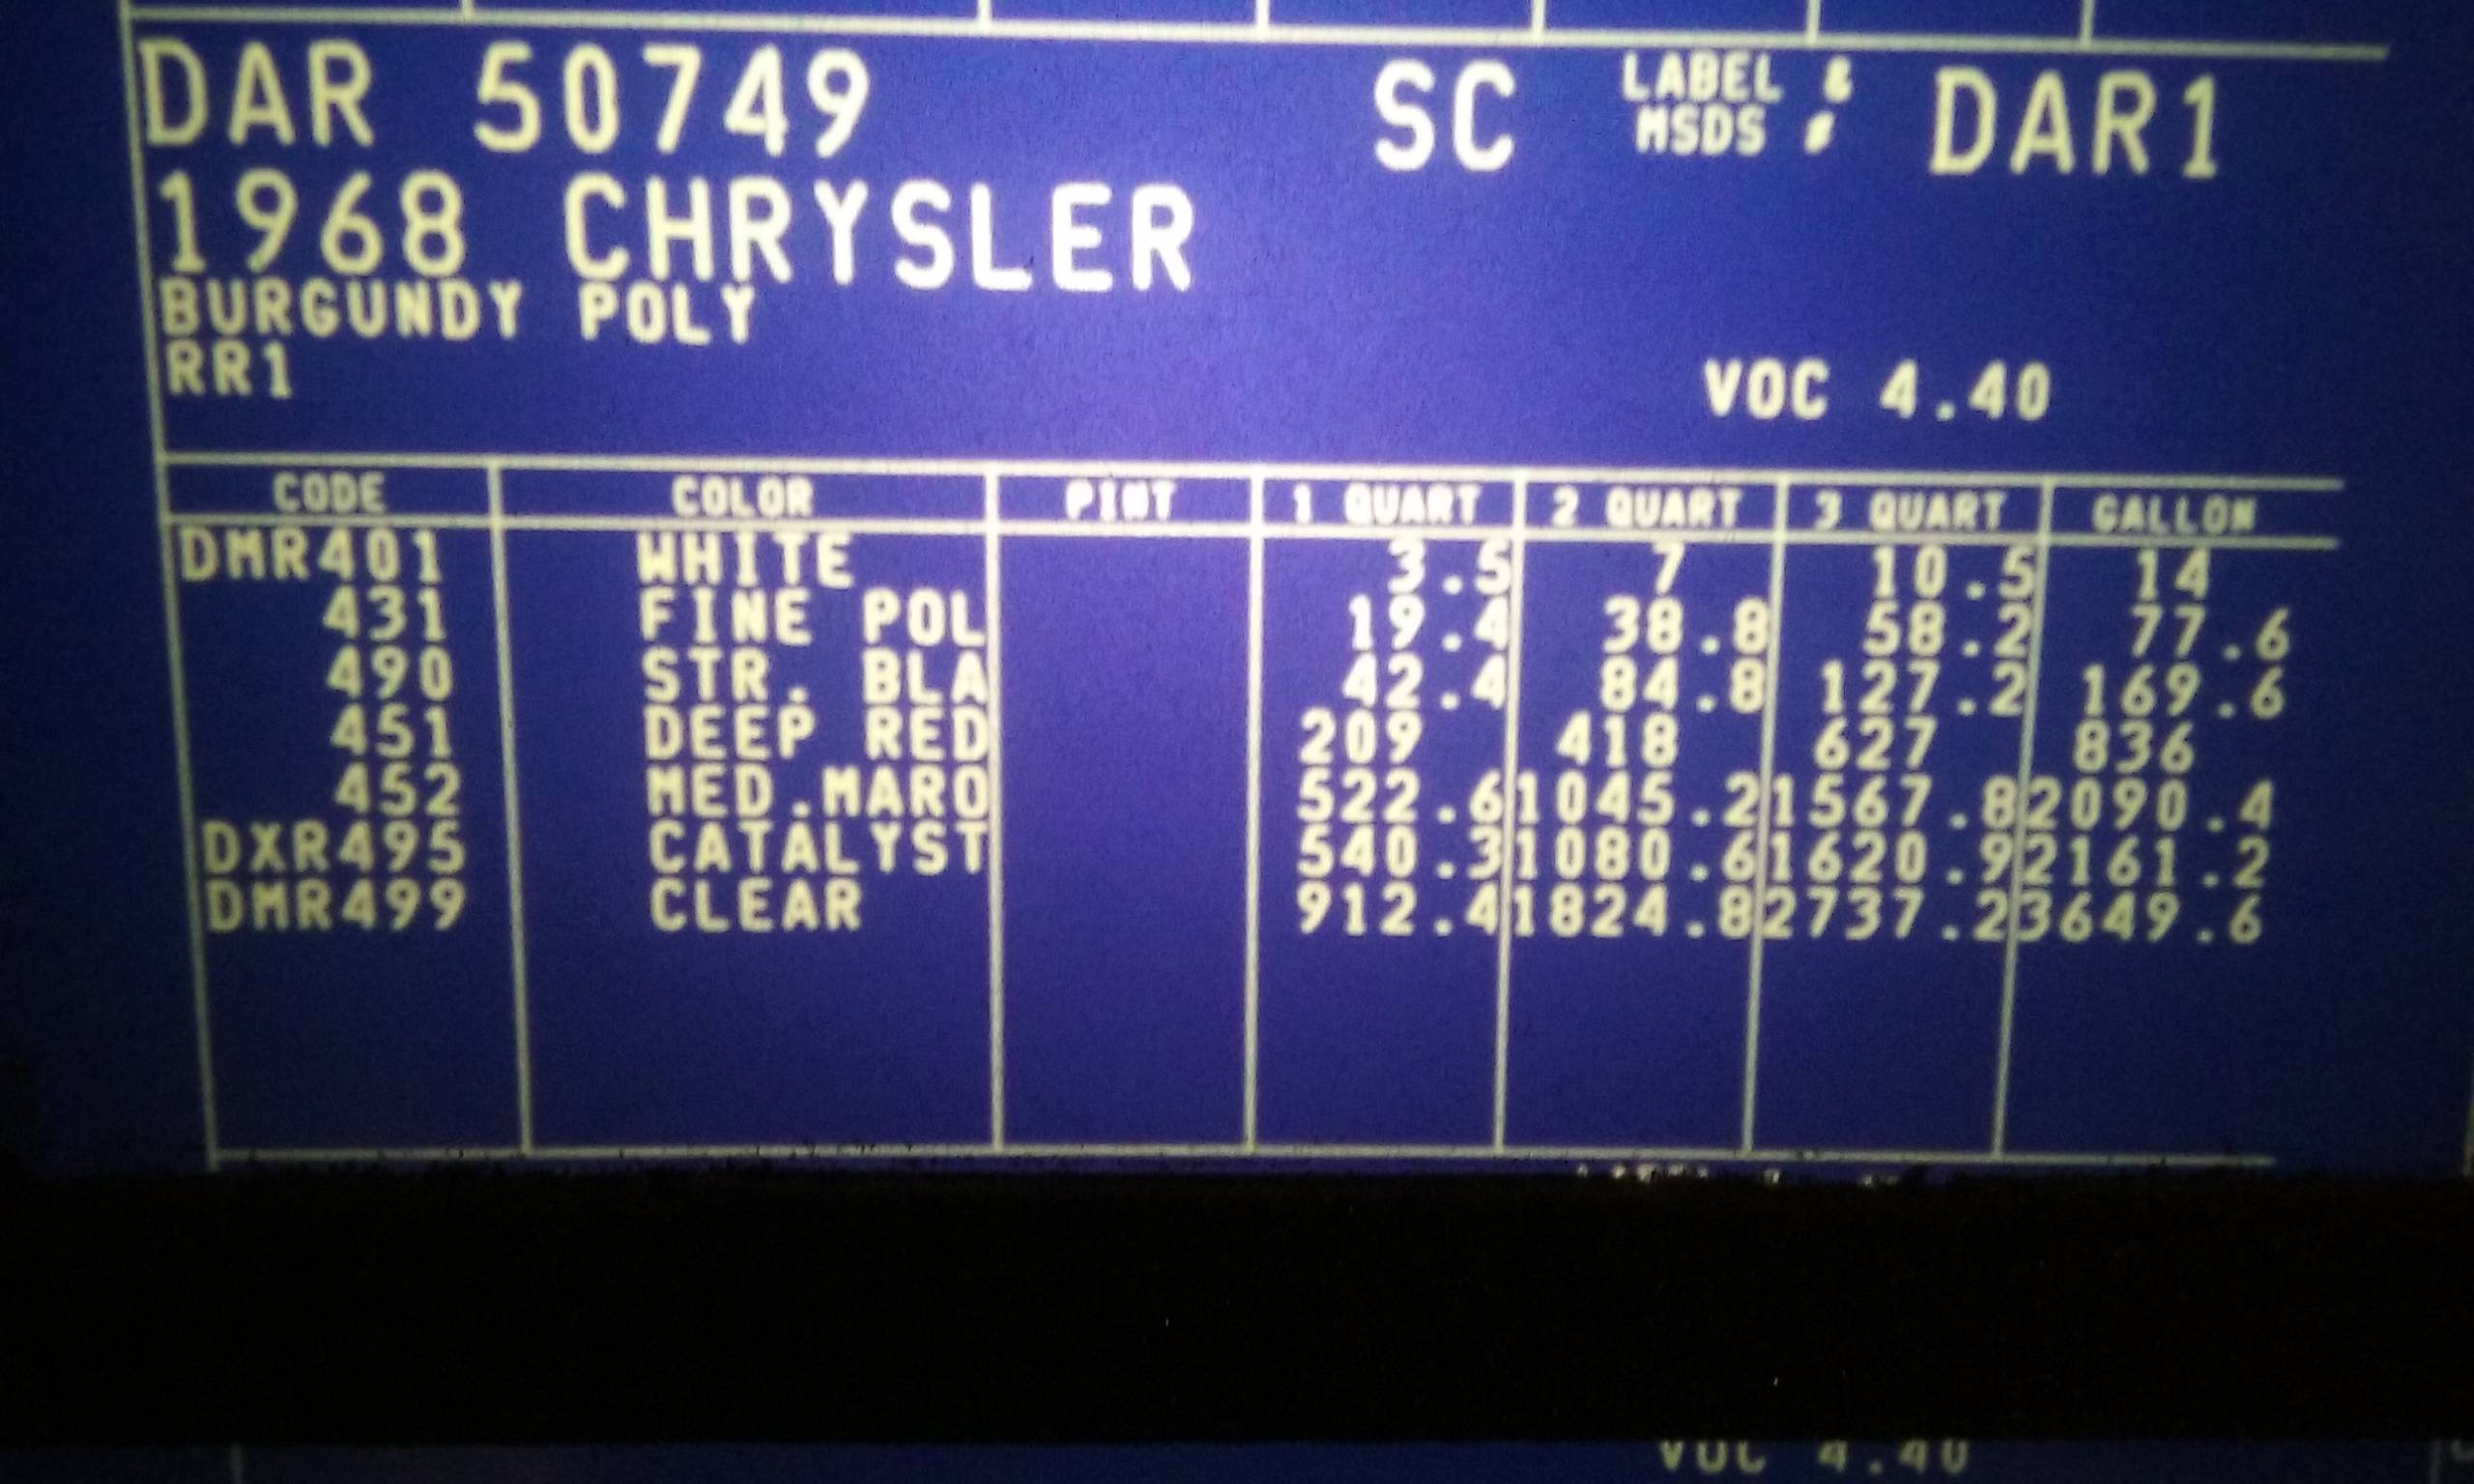 DAR 50749 SC LABEL & MSDS # DAR1
1968 CHRYSLER
BURGUNDY POLY
RR1 VOC 4.40
CODE COLOR PINT 1 QUART 2 QUART 3 QUART GALLON
DMR401 WHITE 3.5 7 10.5 14
431 FINE POL 19.4 38.8 58.2 77.6
490 STR. BLA 42.4 84.8 127.2 169.6
451 DEEP RED 209 418 627 836
452 MED.MARO 522.6 1045.2 1567.8 2090.4
DXR495 CATALYST 540.3 1080.6 1620.9 2161.2
DMR499 CLEAR 912.4 1824.8 2737.2 3649.6
VOC 4.40